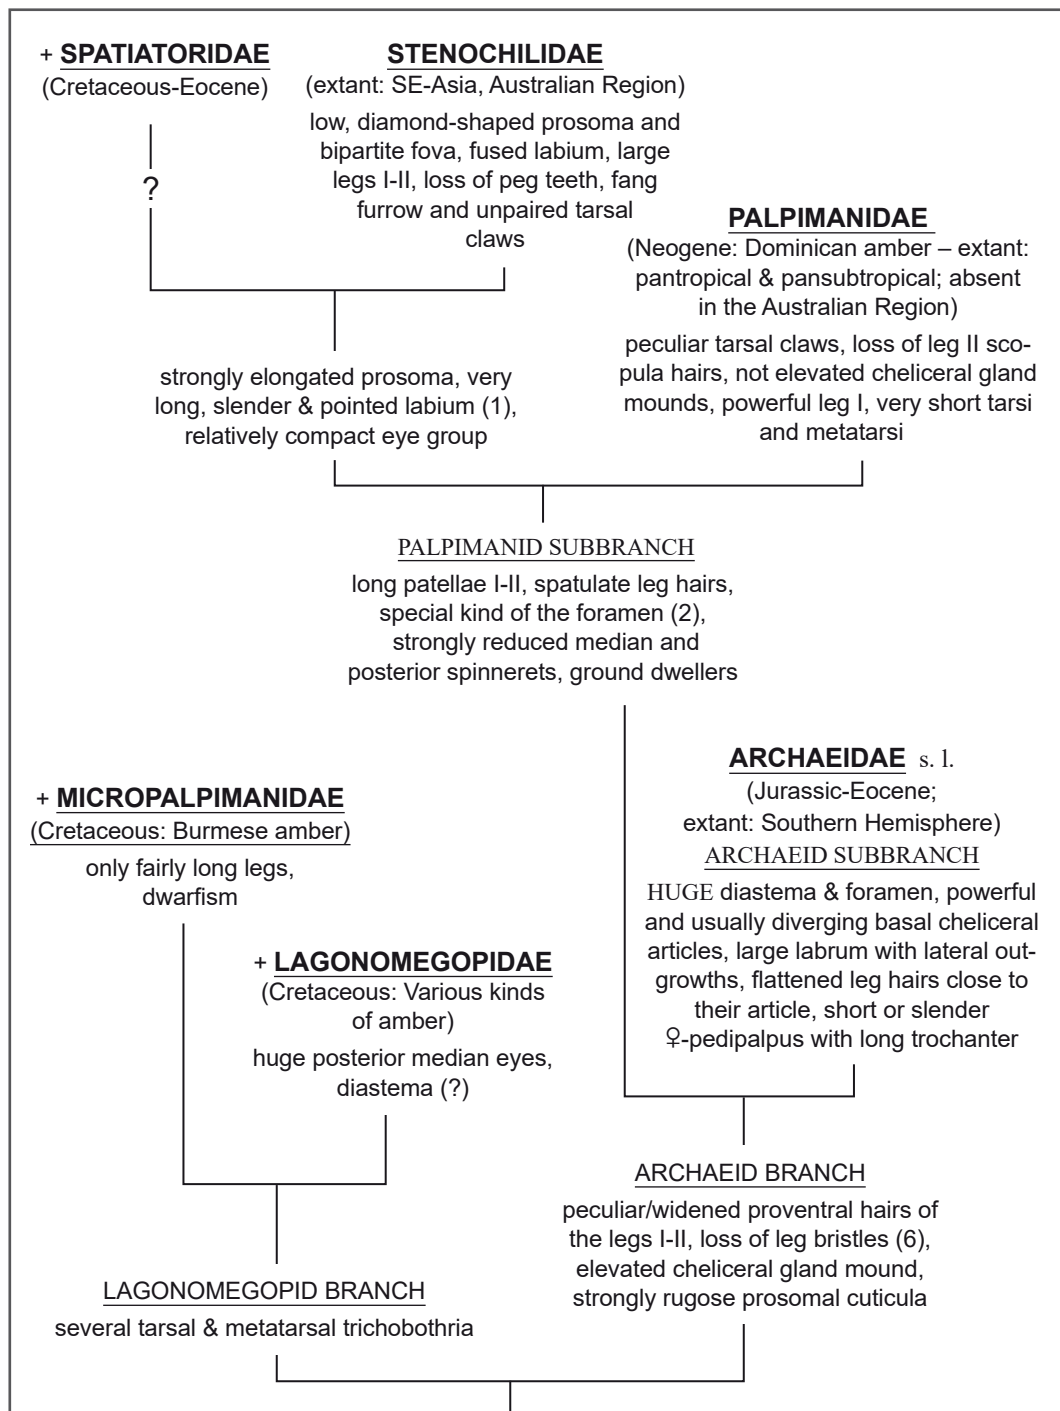 + SPATIATORIDAE
(Cretaceous-Eocene)
?
STENOCHILIDAE
(extant: SE-Asia, Australian Region)
low, diamond-shaped prosoma and
bipartite fova, fused labium, large
legs I-II, loss of peg teeth, fang
furrow and unpaired tarsal
claws
PALPIMANIDAE
(Neogene: Dominican amber – extant:
pantropical & pansubtropical; absent
in the Australian Region)
peculiar tarsal claws, loss of leg II sco-
pula hairs, not elevated cheliceral gland
mounds, powerful leg I, very short tarsi
and metatarsi
strongly elongated prosoma, very
long, slender & pointed labium (1),
relatively compact eye group
PALPIMANID SUBBRANCH
long patellae I-II, spatulate leg hairs,
special kind of the foramen (2),
strongly reduced median and
posterior spinnerets, ground dwellers
ARCHAEIDAE s. l.
(Jurassic-Eocene;
extant: Southern Hemisphere)
ARCHAEID SUBBRANCH
HUGE diastema & foramen, powerful
and usually diverging basal cheliceral
articles, large labrum with lateral out-
growths, flattened leg hairs close to
their article, short or slender
♀-pedipalpus with long trochanter
+ MICROPALPIMANIDAE
(Cretaceous: Burmese amber)
only fairly long legs,
dwarfism
+ LAGONOMEGOPIDAE
(Cretaceous: Various kinds
of amber)
huge posterior median eyes,
diastema (?)
ARCHAEID BRANCH
peculiar/widened proventral hairs of
the legs I-II, loss of leg bristles (6),
elevated cheliceral gland mound,
strongly rugose prosomal cuticula
LAGONOMEGOPID BRANCH
several tarsal & metatarsal trichobothria